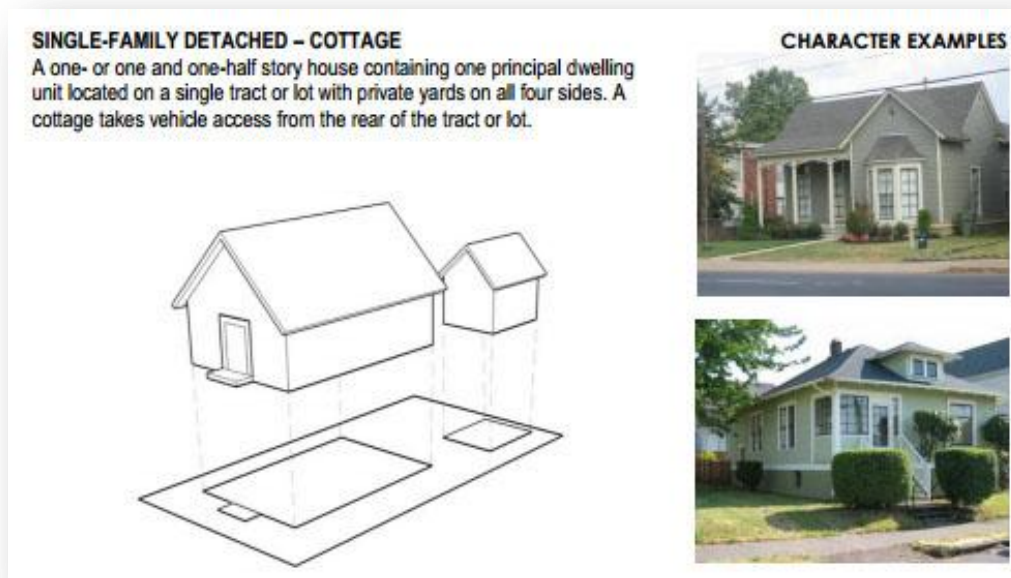 SINGLE-FAMILY DETACHED – COTTAGE
A one- or one and one-half story house containing one principal dwelling
unit located on a single tract or lot with private yards on all four sides. A
cottage takes vehicle access from the rear of the tract or lot.
CHARACTER EXAMPLES